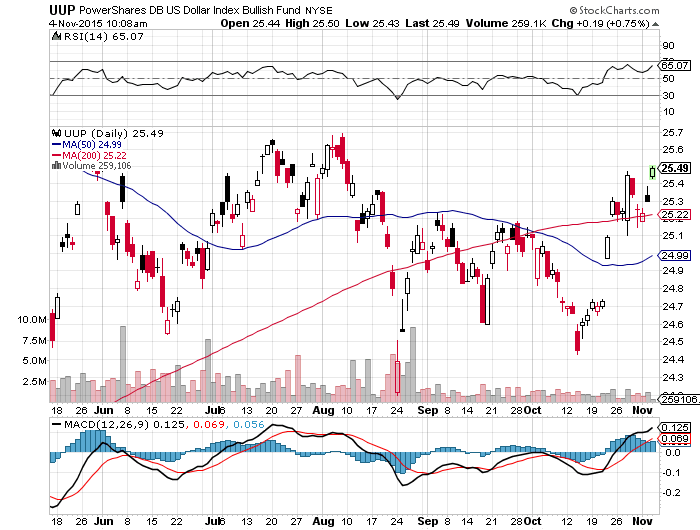 UUP PowerShares DB US Dollar Index Bullish Fund NYSE
© StockCharts.com
4-Nov-2015 10:08am
Open 25.44 High 25.50 Low 25.43 Last 25.49 Volume 259.1K Chg +0.19 (+0.75%)
RSI(14) 65.07
90
70
65.07
50
30
10
UUP (Daily) 25.49
MA(50) 24.99
MA(200) 25.22
Volume 259,106
25.7
25.6
25.49
25.4
25.3
25.22
25.1
24.99
24.9
24.8
24.7
24.6
24.5
24.4
24.3
24.2
259106
10.0M
7.5M
5.0M
2.5M
18 26 Jun 8 15 22 Jul 6 13 20 27 Aug 10 17 24 Sep 8 14 21 28 Oct 12 19 26 Nov
MACD(12,26,9) 0.125, 0.069, 0.056
0.125
0.069
0.0
-0.1
-0.2
18 26 Jun 8 15 22 Jul 6 13 20 27 Aug 10 17 24 Sep 8 14 21 28 Oct 12 19 26 Nov